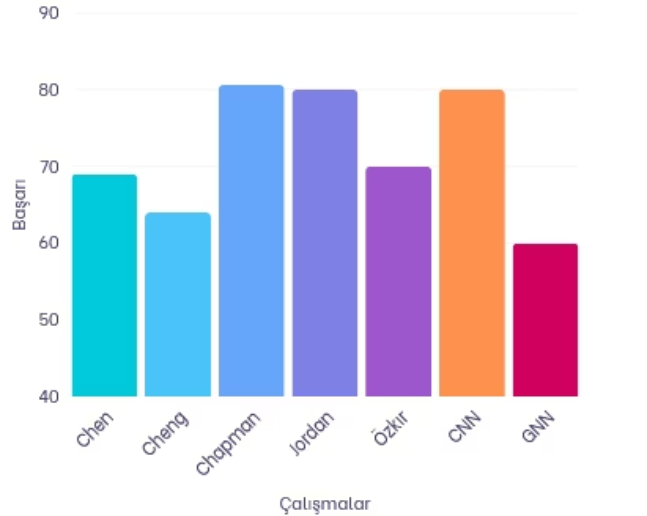 90
80
70
60
50
40
Başarı
Chen
Cheng
Chapman
Jordan
Özkır
CNN
GNN
Çalışmalar